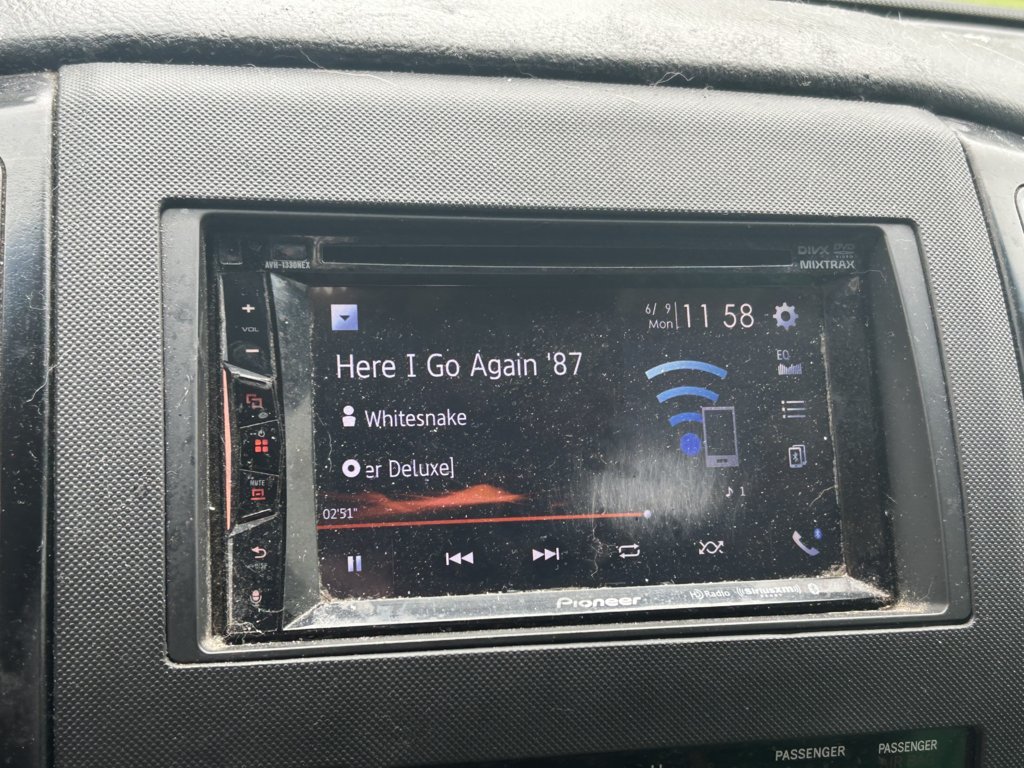 AVH-1330NEX
DIVX DVD
VIDEO
MIXTRAX
VOL
MUTE
6/ 9
Mon
11 58
Here I Go Again '87
EQ
Whitesnake
er Deluxe]
1
02'51"
Pioneer
HD Radio
siriusxm
PASSENGER
PASSENGER